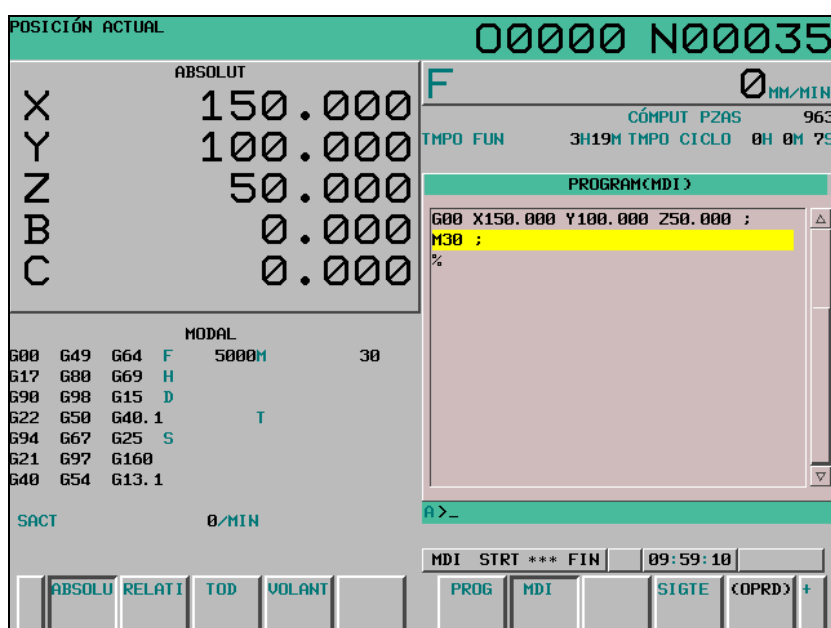 POSICIÓN ACTUAL
O0000 N00035
ABSOLUT
X 150.000
Y 100.000
Z 50.000
B 0.000
C 0.000
F 0 MM/MIN
CÓMPUT PZAS 963
TMPO FUN 3H19M TMPO CICLO 0H 0M 7S
PROGRAM(MDI)
G00 X150.000 Y100.000 Z50.000 ;
M30 ;
%
MODAL
G00 G49 G64 F 5000 M 30
G17 G80 G69 H
G90 G98 G15 D
G22 G50 G40.1 T
G94 G67 G25 S
G21 G97 G160
G40 G54 G13.1
SACT 0/MIN
A>_
MDI STRT *** FIN 09:59:10
ABSOLU RELATI TOD VOLANT PROG MDI SIGTE (OPRD) +